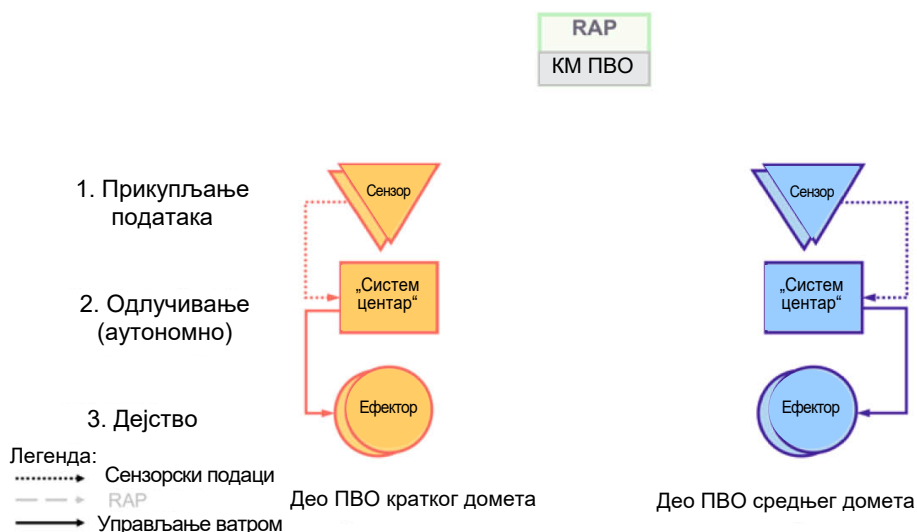 RAP
КМ ПВО
1. Прикупљање
података
Сензор
Сензор
2. Одлучивање
(аутономно)
„Систем
центар“
„Систем
центар“
3. Дејство
Ефектор
Ефектор
Легенда:
Сензорски подаци
RAP
Управљање ватром
Део ПВО кратког домета
Део ПВО средњег домета